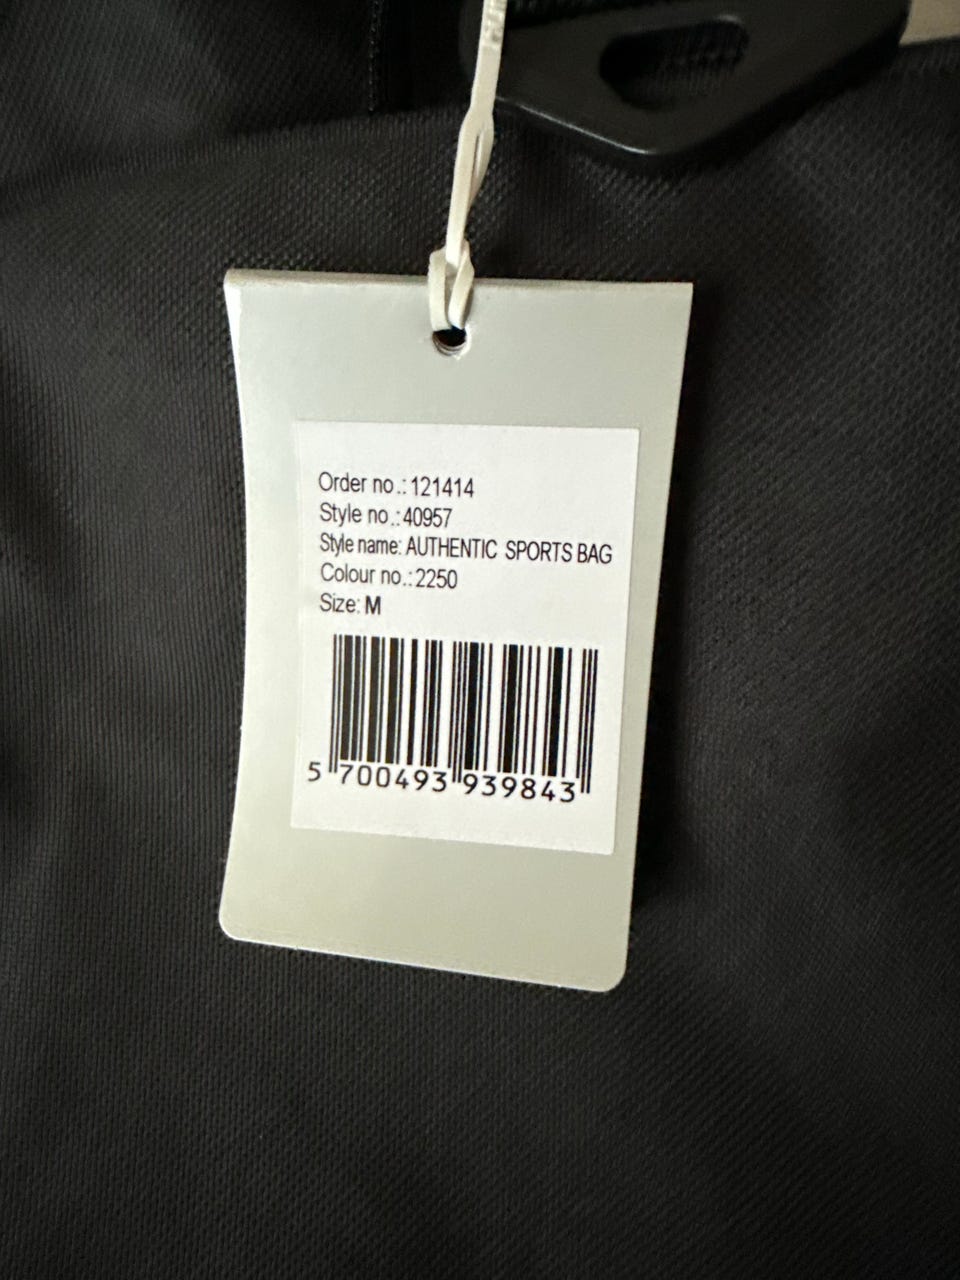 Order no.: 121414
Style no.: 40957
Style name: AUTHENTIC SPORTS BAG
Colour no.: 2250
Size: M
5 700493 939843